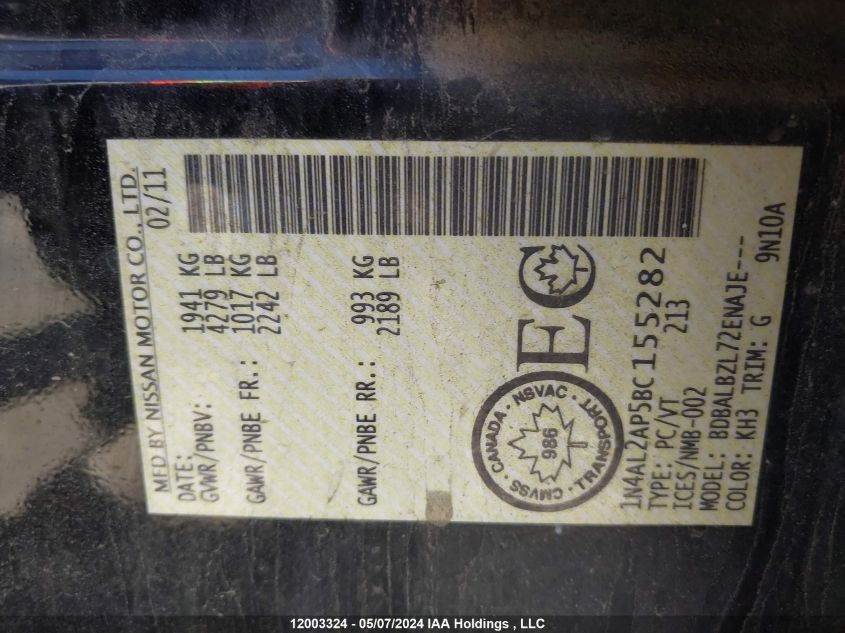 MFD BY NISSAN MOTOR CO., LTD.
DATE: 02/11
GVWR/PNBV: 1941 KG
4279 LB
GAWR/PNBE FR.: 1017 KG
2242 LB
GAWR/PNBE RR.: 993 KG
2189 LB
CANADA · NSVAC · TRANSPORT · CMVSS ·
986
EC
1N4AL2AP5BC155282
TYPE: PC/VT 213
ICES/NMB-002
MODEL: BDBALBZL72ENAJE---
COLOR: KH3 TRIM: G 9N10A
12003324 - 05/07/2024 IAA Holdings , LLC